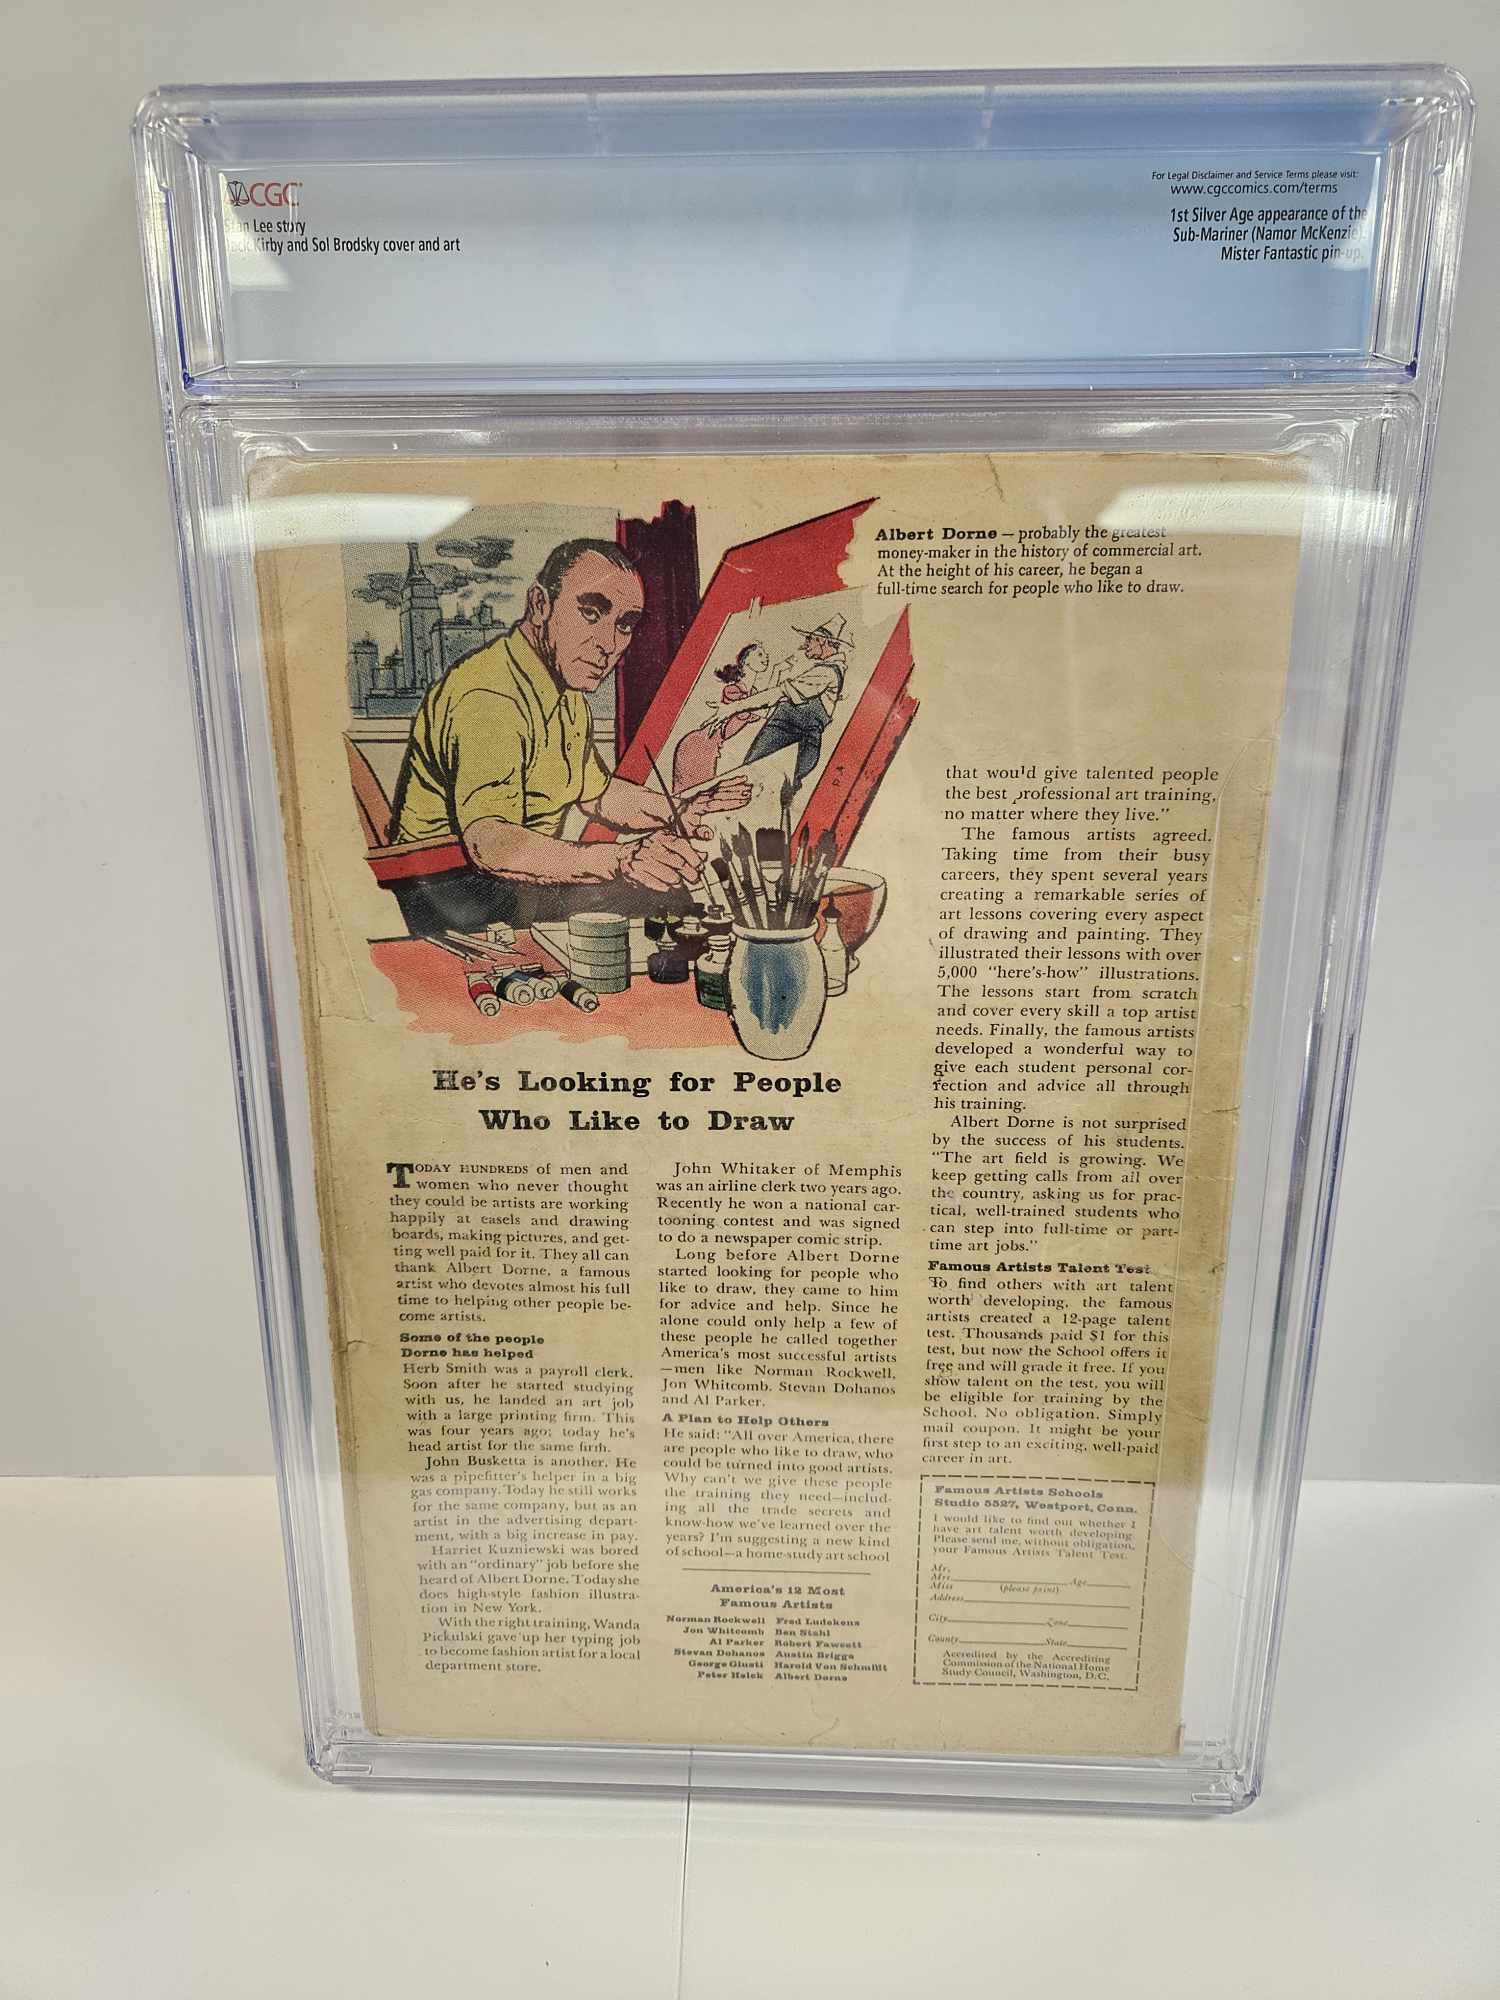 CGC
Stan Lee story
Jack Kirby and Sol Brodsky cover and art
For Legal Disclaimer and Service Terms please visit:
www.cgccomics.com/terms
1st Silver Age appearance of the
Sub-Mariner (Namor McKenzie).
Mister Fantastic pin-up.
Albert Dorne — probably the greatest
money-maker in the history of commercial art.
At the height of his career, he began a
full-time search for people who like to draw.
He's Looking for People
Who Like to Draw
TODAY HUNDREDS of men and
women who never thought
they could be artists are working
happily at easels and drawing
boards, making pictures, and get-
ting well paid for it. They all can
thank Albert Dorne, a famous
artist who devotes almost his full
time to helping other people be-
come artists.
Some of the people
Dorne has helped
Herb Smith was a payroll clerk.
Soon after he started studying
with us, he landed an art job
with a large printing firm. This
was four years ago; today he's
head artist for the same firm.
John Busketta is another. He
was a pipefitter's helper in a big
gas company. Today he still works
for the same company, but as an
artist in the advertising depart-
ment, with a big increase in pay.
Harriet Kuzniewski was bored
with an "ordinary" job before she
heard of Albert Dorne. Today she
does high-style fashion illustra-
tion in New York.
With the right training, Wanda
Pickulski gave up her typing job
to become fashion artist for a local
department store.
John Whitaker of Memphis
was an airline clerk two years ago.
Recently he won a national car-
tooning contest and was signed
to do a newspaper comic strip.
Long before Albert Dorne
started looking for people who
like to draw, they came to him
for advice and help. Since he
alone could only help a few of
these people he called together
America's most successful artists
—men like Norman Rockwell,
Jon Whitcomb, Stevan Dohanos
and Al Parker.
A Plan to Help Others
He said: "All over America, there
are people who like to draw, who
could be turned into good artists.
Why can't we give these people
the training they need—includ-
ing all the trade secrets and
know-how we've learned over the
years? I'm suggesting a new kind
of school—a home-study art school
America's 12 Most
Famous Artists
Norman Rockwell Fred Ludekens
Jon Whitcomb Ben Stahl
Al Parker Robert Fawcett
Stevan Dohanos Austin Briggs
George Giusti Harold Von Schmidt
Peter Helck Albert Dorne
that would give talented people
the best professional art training,
no matter where they live."
The famous artists agreed.
Taking time from their busy
careers, they spent several years
creating a remarkable series of
art lessons covering every aspect
of drawing and painting. They
illustrated their lessons with over
5,000 "here's-how" illustrations.
The lessons start from scratch
and cover every skill a top artist
needs. Finally, the famous artists
developed a wonderful way to
give each student personal cor-
rection and advice all through
his training.
Albert Dorne is not surprised
by the success of his students.
"The art field is growing. We
keep getting calls from all over
the country, asking us for prac-
tical, well-trained students who
can step into full-time or part-
time art jobs."
Famous Artists Talent Test
To find others with art talent
worth developing, the famous
artists created a 12-page talent
test. Thousands paid $1 for this
test, but now the School offers it
free and will grade it free. If you
show talent on the test, you will
be eligible for training by the
School. No obligation. Simply
mail coupon. It might be your
first step to an exciting, well-paid
career in art.
Famous Artists Schools
Studio 5527, Westport, Conn.
I would like to find out whether I
have art talent worth developing.
Please send me, without obligation,
your Famous Artists Talent Test.
Mr.
Mrs. Age
Miss (please print)
Address
City Zone
County State
Accredited by the Accrediting
Commission of the National Home
Study Council, Washington, D.C.